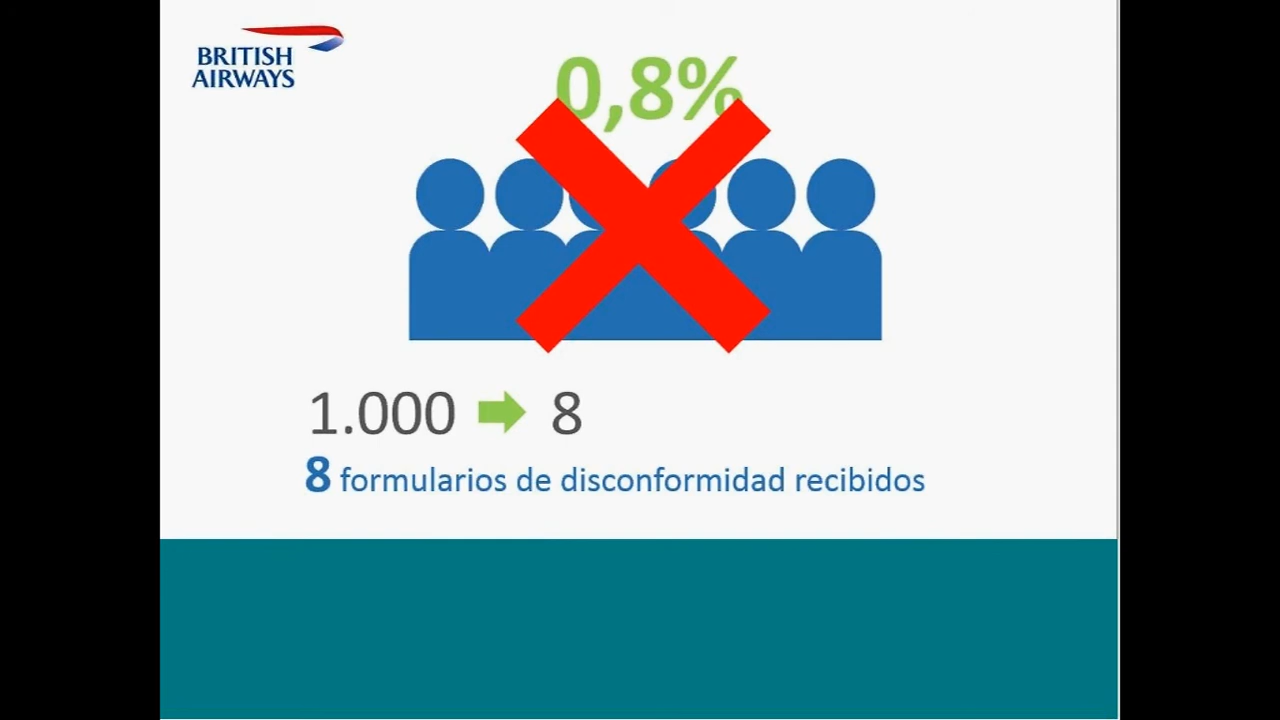 BRITISH
AIRWAYS
0,8%
1.000 8
8 formularios de disconformidad recibidos